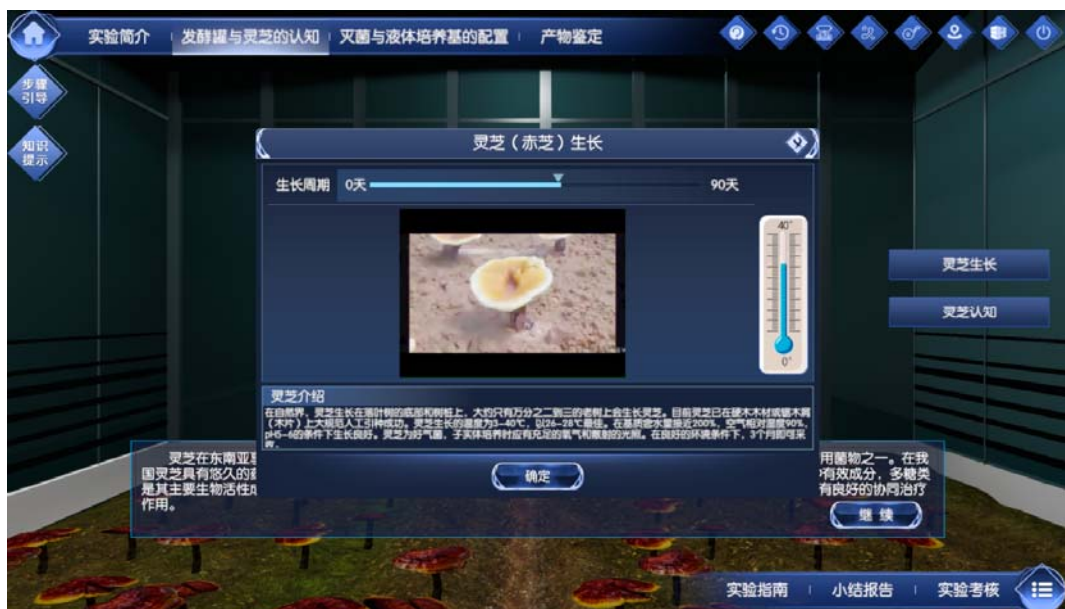 实验简介
发酵罐与灵芝的认知
灭菌与液体培养基的配置
产物鉴定
步骤
引导
知识
提示
灵芝（赤芝）生长
生长周期 0天 90天
40°
0°
灵芝生长
灵芝认知
灵芝介绍
在自然界，灵芝生长在落叶树的底部和树桩上，大约只有万分之二到三的老树上会生长灵芝。目前灵芝已在硬木木材或锯木屑
（木片）上大规范人工引种成功。灵芝生长的温度为3-40℃，以26-28℃最佳。在基质含水量接近200%，空气相对湿度90%，
pH5-6的条件下生长良好。灵芝为好气菌，子实体培养时应有充足的氧气和散射的光照。在良好的环境条件下，3个月即可采
灵芝在东南亚
用菌物之一。在我
国灵芝具有悠久的
有效成分，多糖类
是其主要生物活性
有良好的协同治疗
作用。
确定
继续
实验指南
小结报告
实验考核